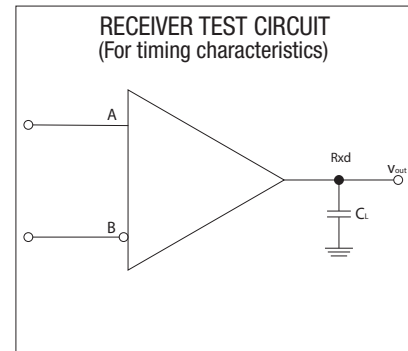 RECEIVER TEST CIRCUIT
(For timing characteristics)
A
Rxd
Vout
B
CL